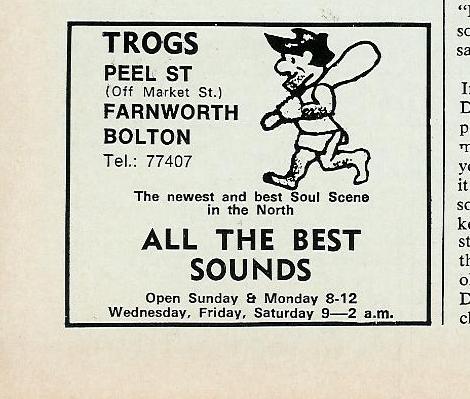 TROGS
PEEL ST
(Off Market St.)
FARNWORTH
BOLTON
Tel.: 77407
The newest and best Soul Scene
in the North
ALL THE BEST
SOUNDS
Open Sunday & Monday 8-12
Wednesday, Friday, Saturday 9—2 a.m.